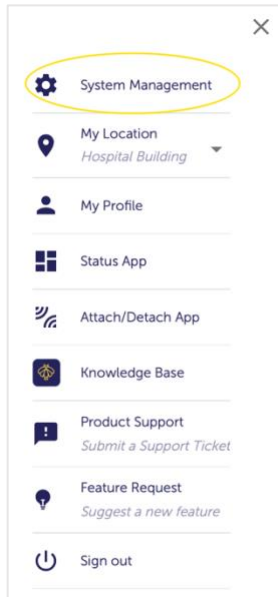 System Management
My Location
Hospital Building
My Profile
Status App
Attach/Detach App
Knowledge Base
Product Support
Submit a Support Ticket
Feature Request
Suggest a new feature
Sign out